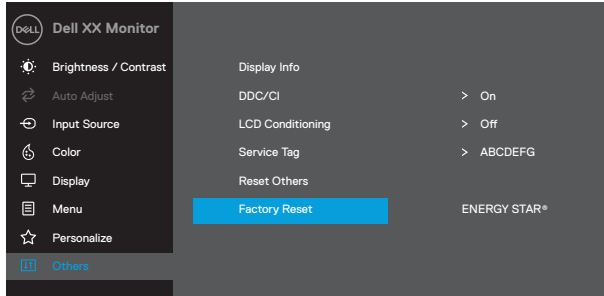 DELL Dell XX Monitor
Brightness / Contrast
Display Info
Auto Adjust
DDC/CI > On
Input Source
LCD Conditioning > Off
Color
Service Tag > ABCDEFG
Display
Reset Others
Menu
Factory Reset ENERGY STAR®
Personalize
Others